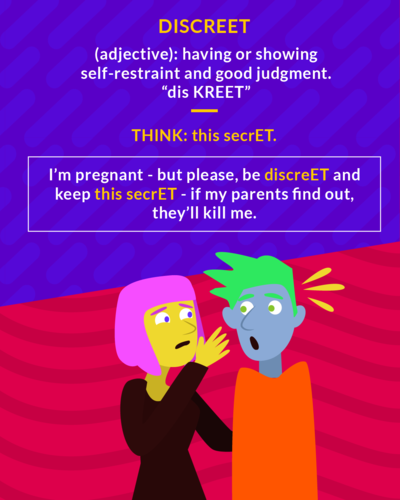 DISCREET
(adjective): having or showing
self-restraint and good judgment.
“dis KREET”
THINK: this secrET.
I’m pregnant - but please, be discreET and
keep this secrET - if my parents find out,
they’ll kill me.